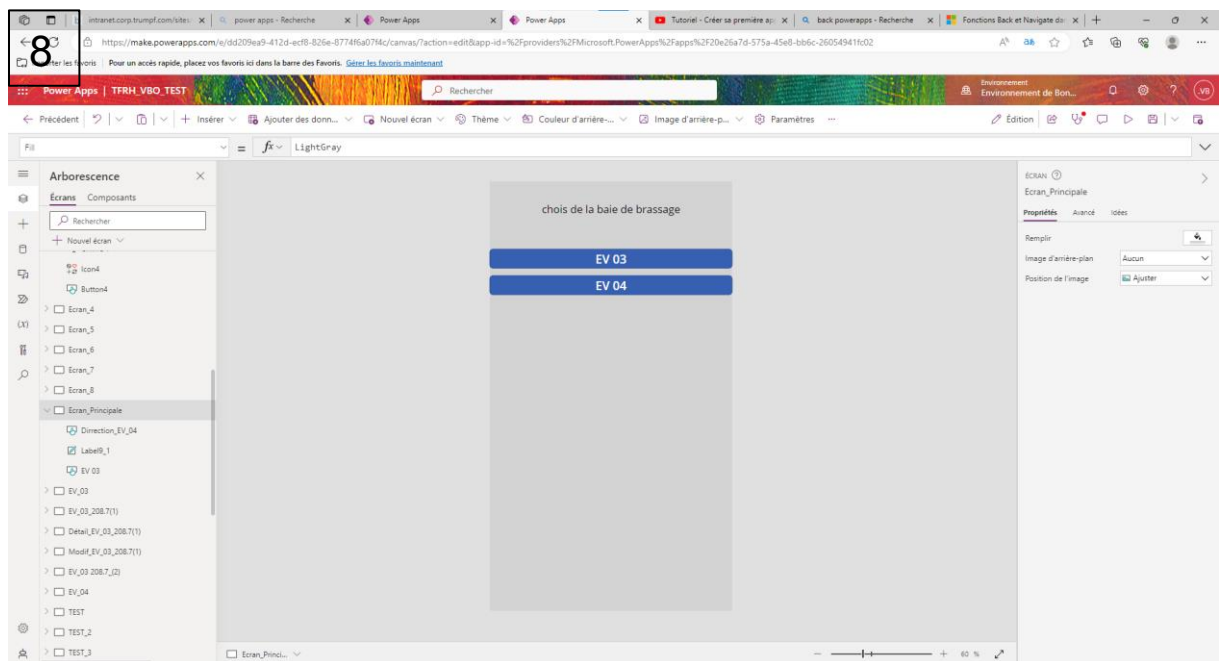 intranet.corp.trumpf.com/sites
power apps - Recherche
Power Apps
Power Apps
Tutoriel - Créer sa première ap
back powerapps - Recherche
Fonctions Back et Navigate da
8
https://make.powerapps.com/e/dd209ea9-412d-ecf8-826e-8774f6a07f4c/canvas/?action=edit&app-id=%2Fproviders%2FMicrosoft.PowerApps%2Fapps%2F20e26a7d-575a-45e8-bb6c-26054941fc02
les favoris
Pour un accès rapide, placez vos favoris ici dans la barre des Favoris. Gérer les favoris maintenant
Power Apps | TFRH_VBO_TEST
Rechercher
Environnement
Environnement de Bon...
VB
Précédent
Insérer
Ajouter des donn...
Nouvel écran
Thème
Couleur d'arrière-...
Image d'arrière-p...
Paramètres
...
Édition
Fill
=
fx
LightGray
Arborescence
Écrans
Composants
Rechercher
Nouvel écran
Icon4
Button4
Ecran_4
Ecran_5
Ecran_6
Ecran_7
Ecran_8
Ecran_Principale
Direction_EV_04
Label9_1
EV 03
EV_03
EV_03_208.7(1)
Détail_EV_03_208.7(1)
Modif_EV_03_208.7(1)
EV_03 208.7_(2)
EV_04
TEST
TEST_2
TEST_3
chois de la baie de brassage
EV 03
EV 04
Ecran_Princi...
60 %
ÉCRAN
Ecran_Principale
Propriétés
Avancé
Idées
Remplir
Image d'arrière-plan
Aucun
Position de l'image
Ajuster